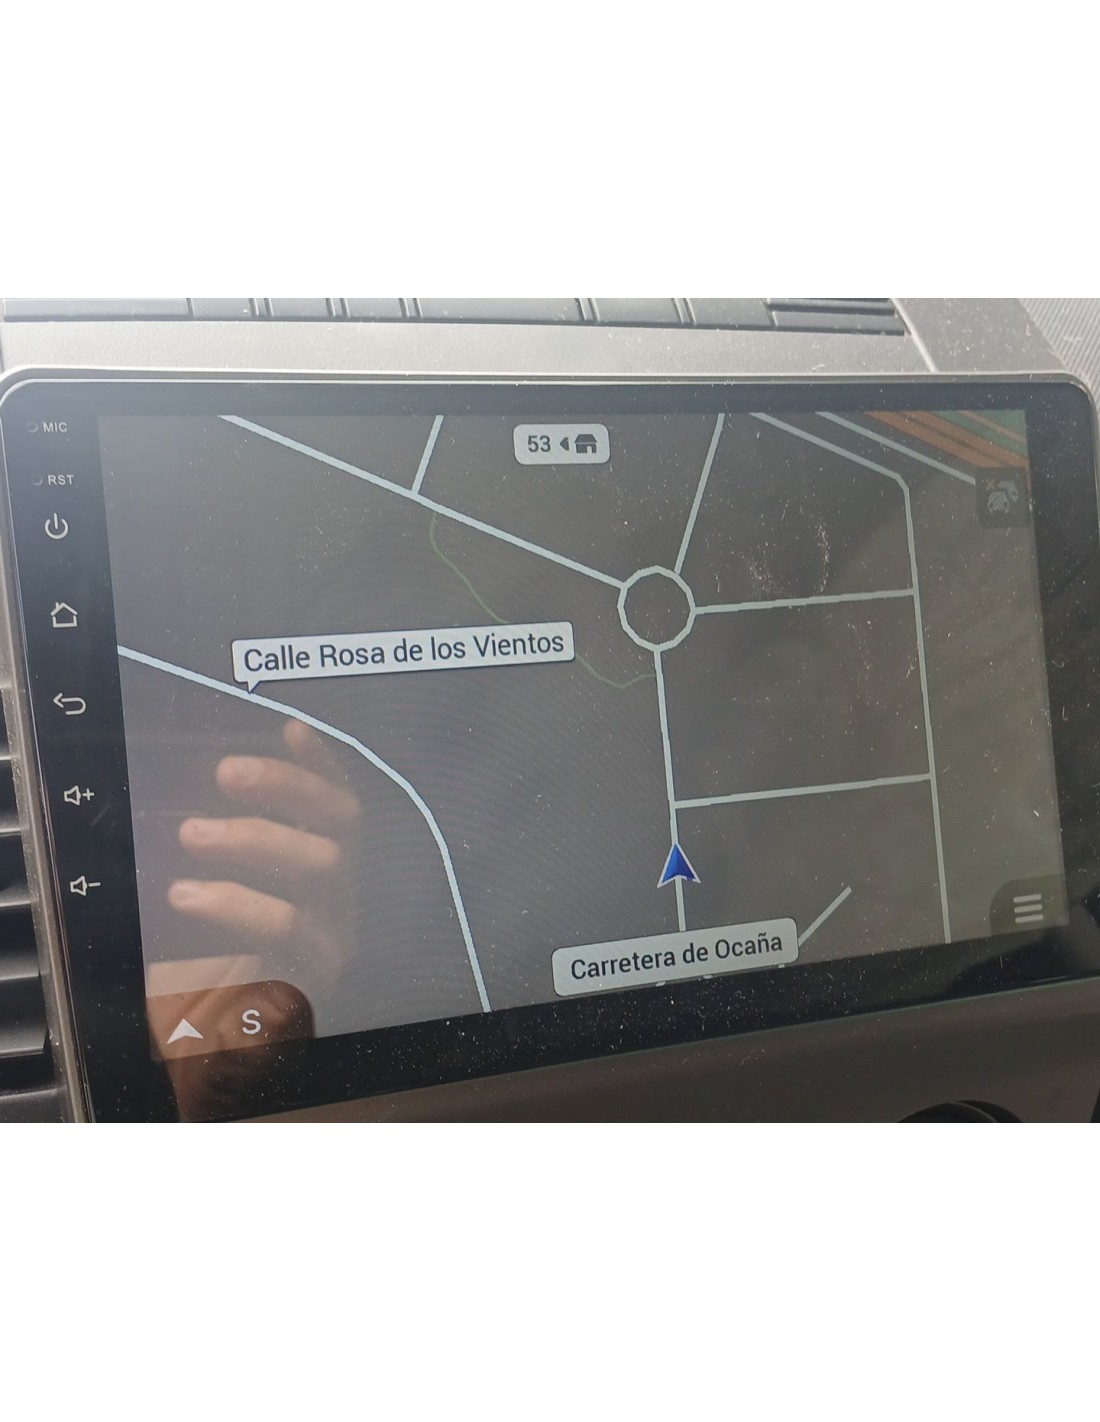 MIC
RST
53
Calle Rosa de los Vientos
Carretera de Ocaña
S